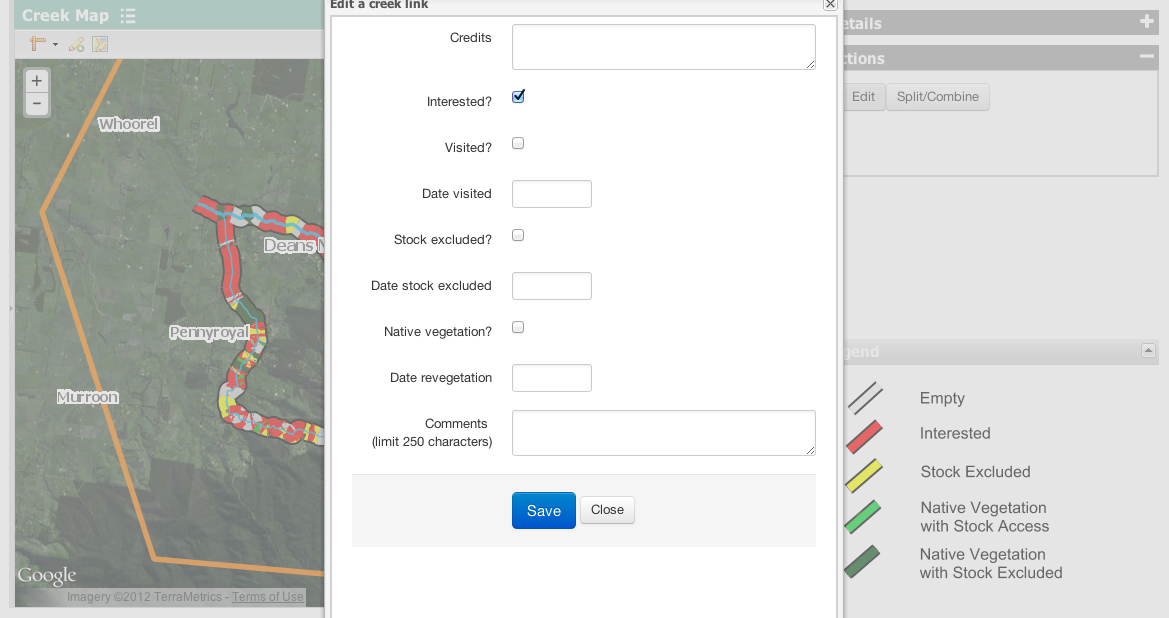 Edit a creek link
Creek Map
etails
Credits
ctions
+
−
Edit
Split/Combine
Interested?
Whoorel
Visited?
Date visited
Deans M
Stock excluded?
Date stock excluded
Pennyroyal
Native vegetation?
gend
Date revegetation
Murroon
Empty
Comments
(limit 250 characters)
Interested
Stock Excluded
Save
Close
Native Vegetation
with Stock Access
Native Vegetation
with Stock Excluded
Google
Imagery ©2012 TerraMetrics - Terms of Use